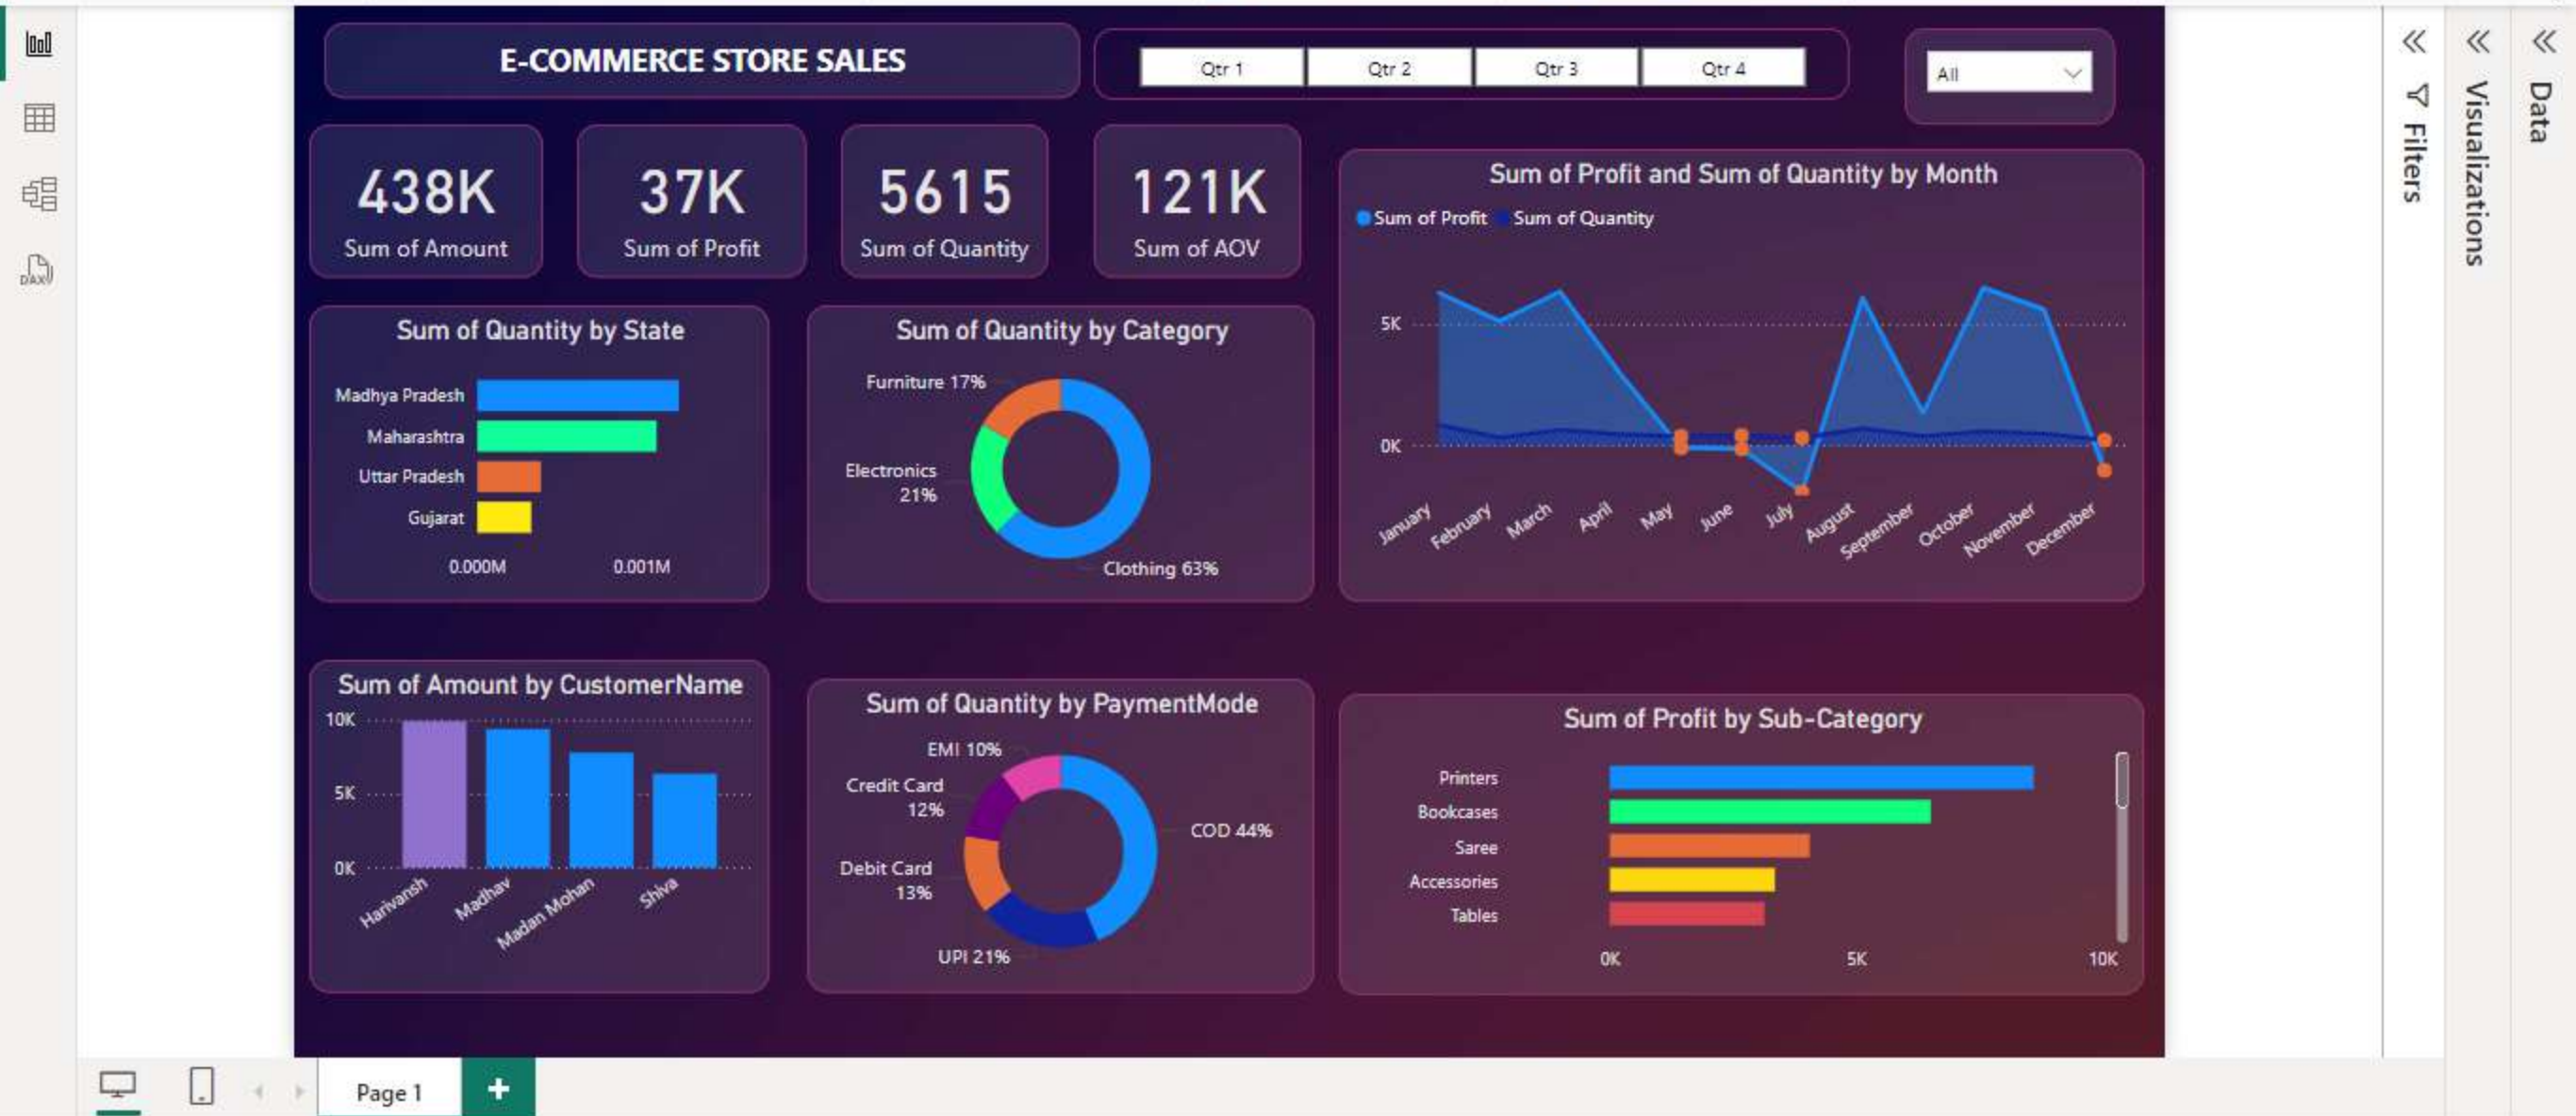 E-COMMERCE STORE SALES
Qtr 1
Qtr 2
Qtr 3
Qtr 4
All
438K
Sum of Amount
37K
Sum of Profit
5615
Sum of Quantity
121K
Sum of AOV
Sum of Quantity by State
Madhya Pradesh
Maharashtra
Uttar Pradesh
Gujarat
0.000M
0.001M
Sum of Quantity by Category
Furniture 17%
Electronics
21%
Clothing 63%
Sum of Profit and Sum of Quantity by Month
Sum of Profit
Sum of Quantity
5K
0K
January
February
March
April
May
June
July
August
September
October
November
December
Sum of Amount by CustomerName
10K
5K
0K
Harivansh
Madhav
Madan Mohan
Shiva
Sum of Quantity by PaymentMode
EMI 10%
Credit Card
12%
Debit Card
13%
UPI 21%
COD 44%
Sum of Profit by Sub-Category
Printers
Bookcases
Saree
Accessories
Tables
0K
5K
10K
Filters
Visualizations
Data
DAX
Page 1